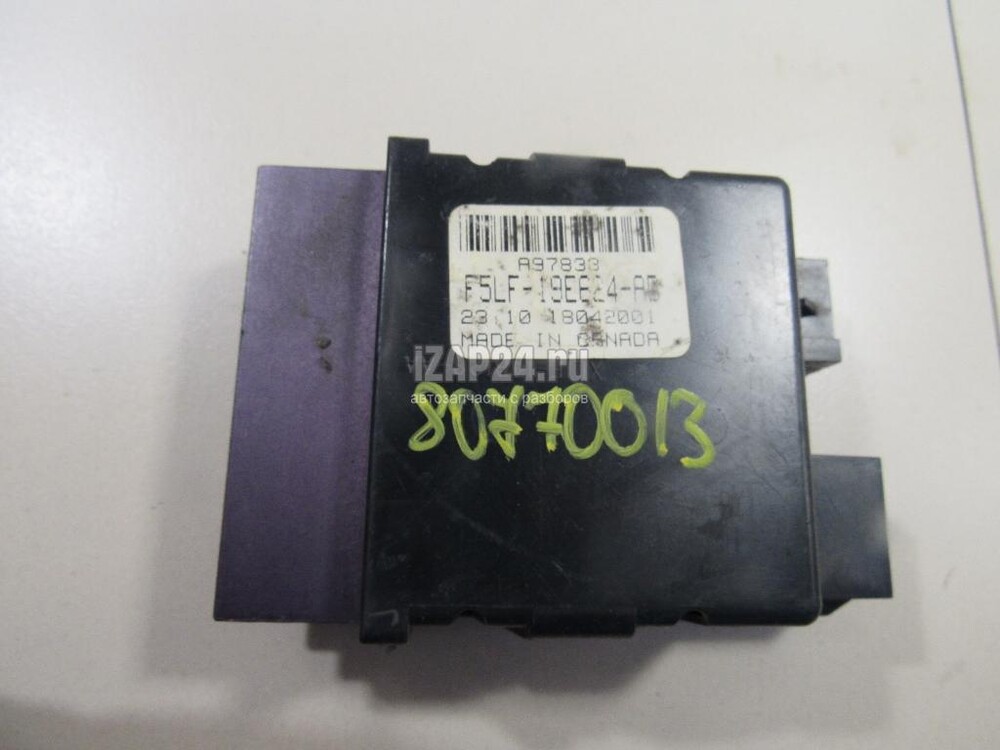 A97833
F5LF-19E624-AB
23 10 18042001
MADE IN CANADA
iZAP24.ru
автозапчасти с разборов
80770013